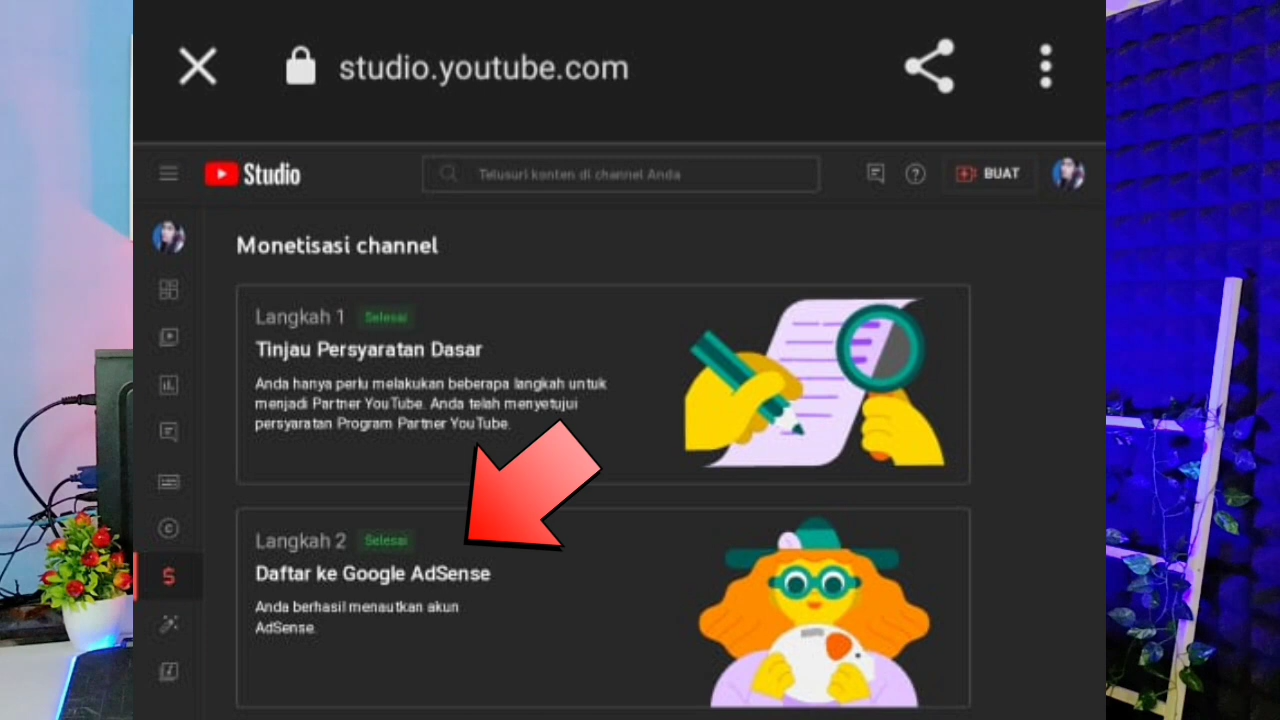 studio.youtube.com
Studio
Telusuri konten di channel Anda
BUAT
Monetisasi channel
Langkah 1 Selesai
Tinjau Persyaratan Dasar
Anda hanya perlu melakukan beberapa langkah untuk
menjadi Partner YouTube. Anda telah menyetujui
persyaratan Program Partner YouTube.
Langkah 2 Selesai
Daftar ke Google AdSense
Anda berhasil menautkan akun
AdSense.